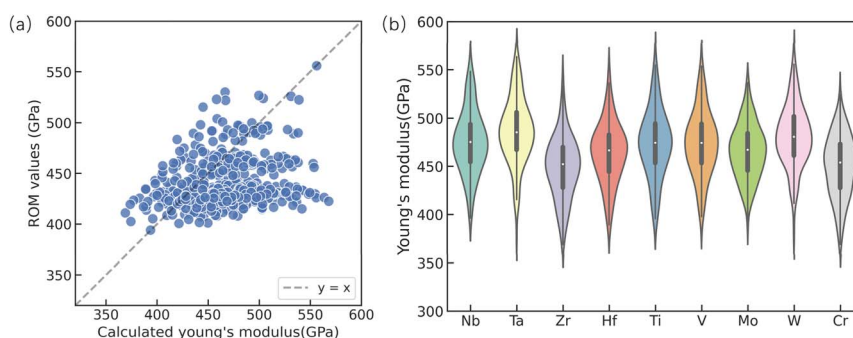 (a)
600
550
500
450
400
350
ROM values (GPa)
y = x
350 400 450 500 550 600
Calculated young's modulus(GPa)
(b)
600
550
500
450
400
350
300
Young's modulus(GPa)
Nb Ta Zr Hf Ti V Mo W Cr